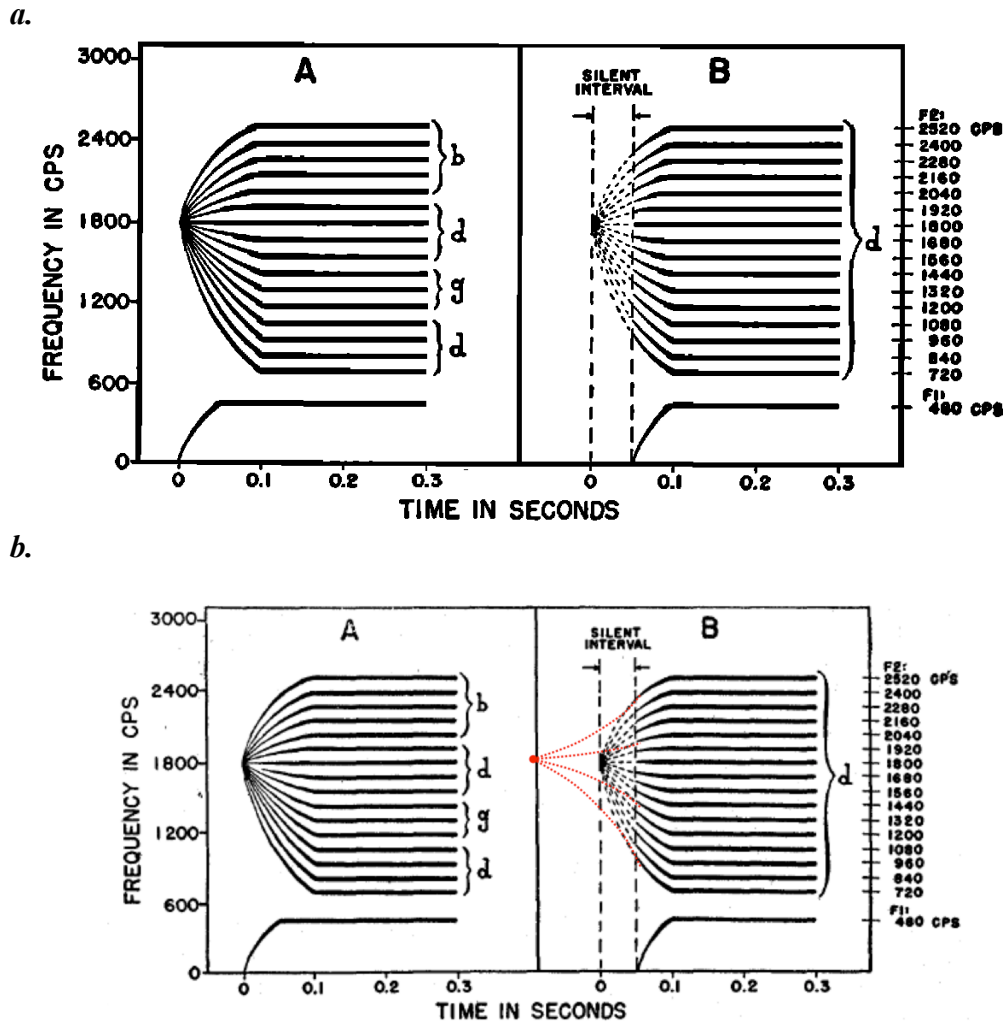 a.
A
B
SILENT
INTERVAL
3000
2400
1800
1200
600
0
FREQUENCY IN CPS
b
d
g
d
d
F2:
2520 CPS
2400
2280
2160
2040
1920
1800
1680
1560
1440
1320
1200
1080
960
840
720
F1:
480 CPS
0 0.1 0.2 0.3
0 0.1 0.2 0.3
TIME IN SECONDS
b.
A
B
SILENT
INTERVAL
3000
2400
1800
1200
600
0
FREQUENCY IN CPS
b
d
g
d
d
F2:
2520 CPS
2400
2280
2160
2040
1920
1800
1680
1560
1440
1320
1200
1080
960
840
720
F1:
480 CPS
0 0.1 0.2 0.3
0 0.1 0.2 0.3
TIME IN SECONDS